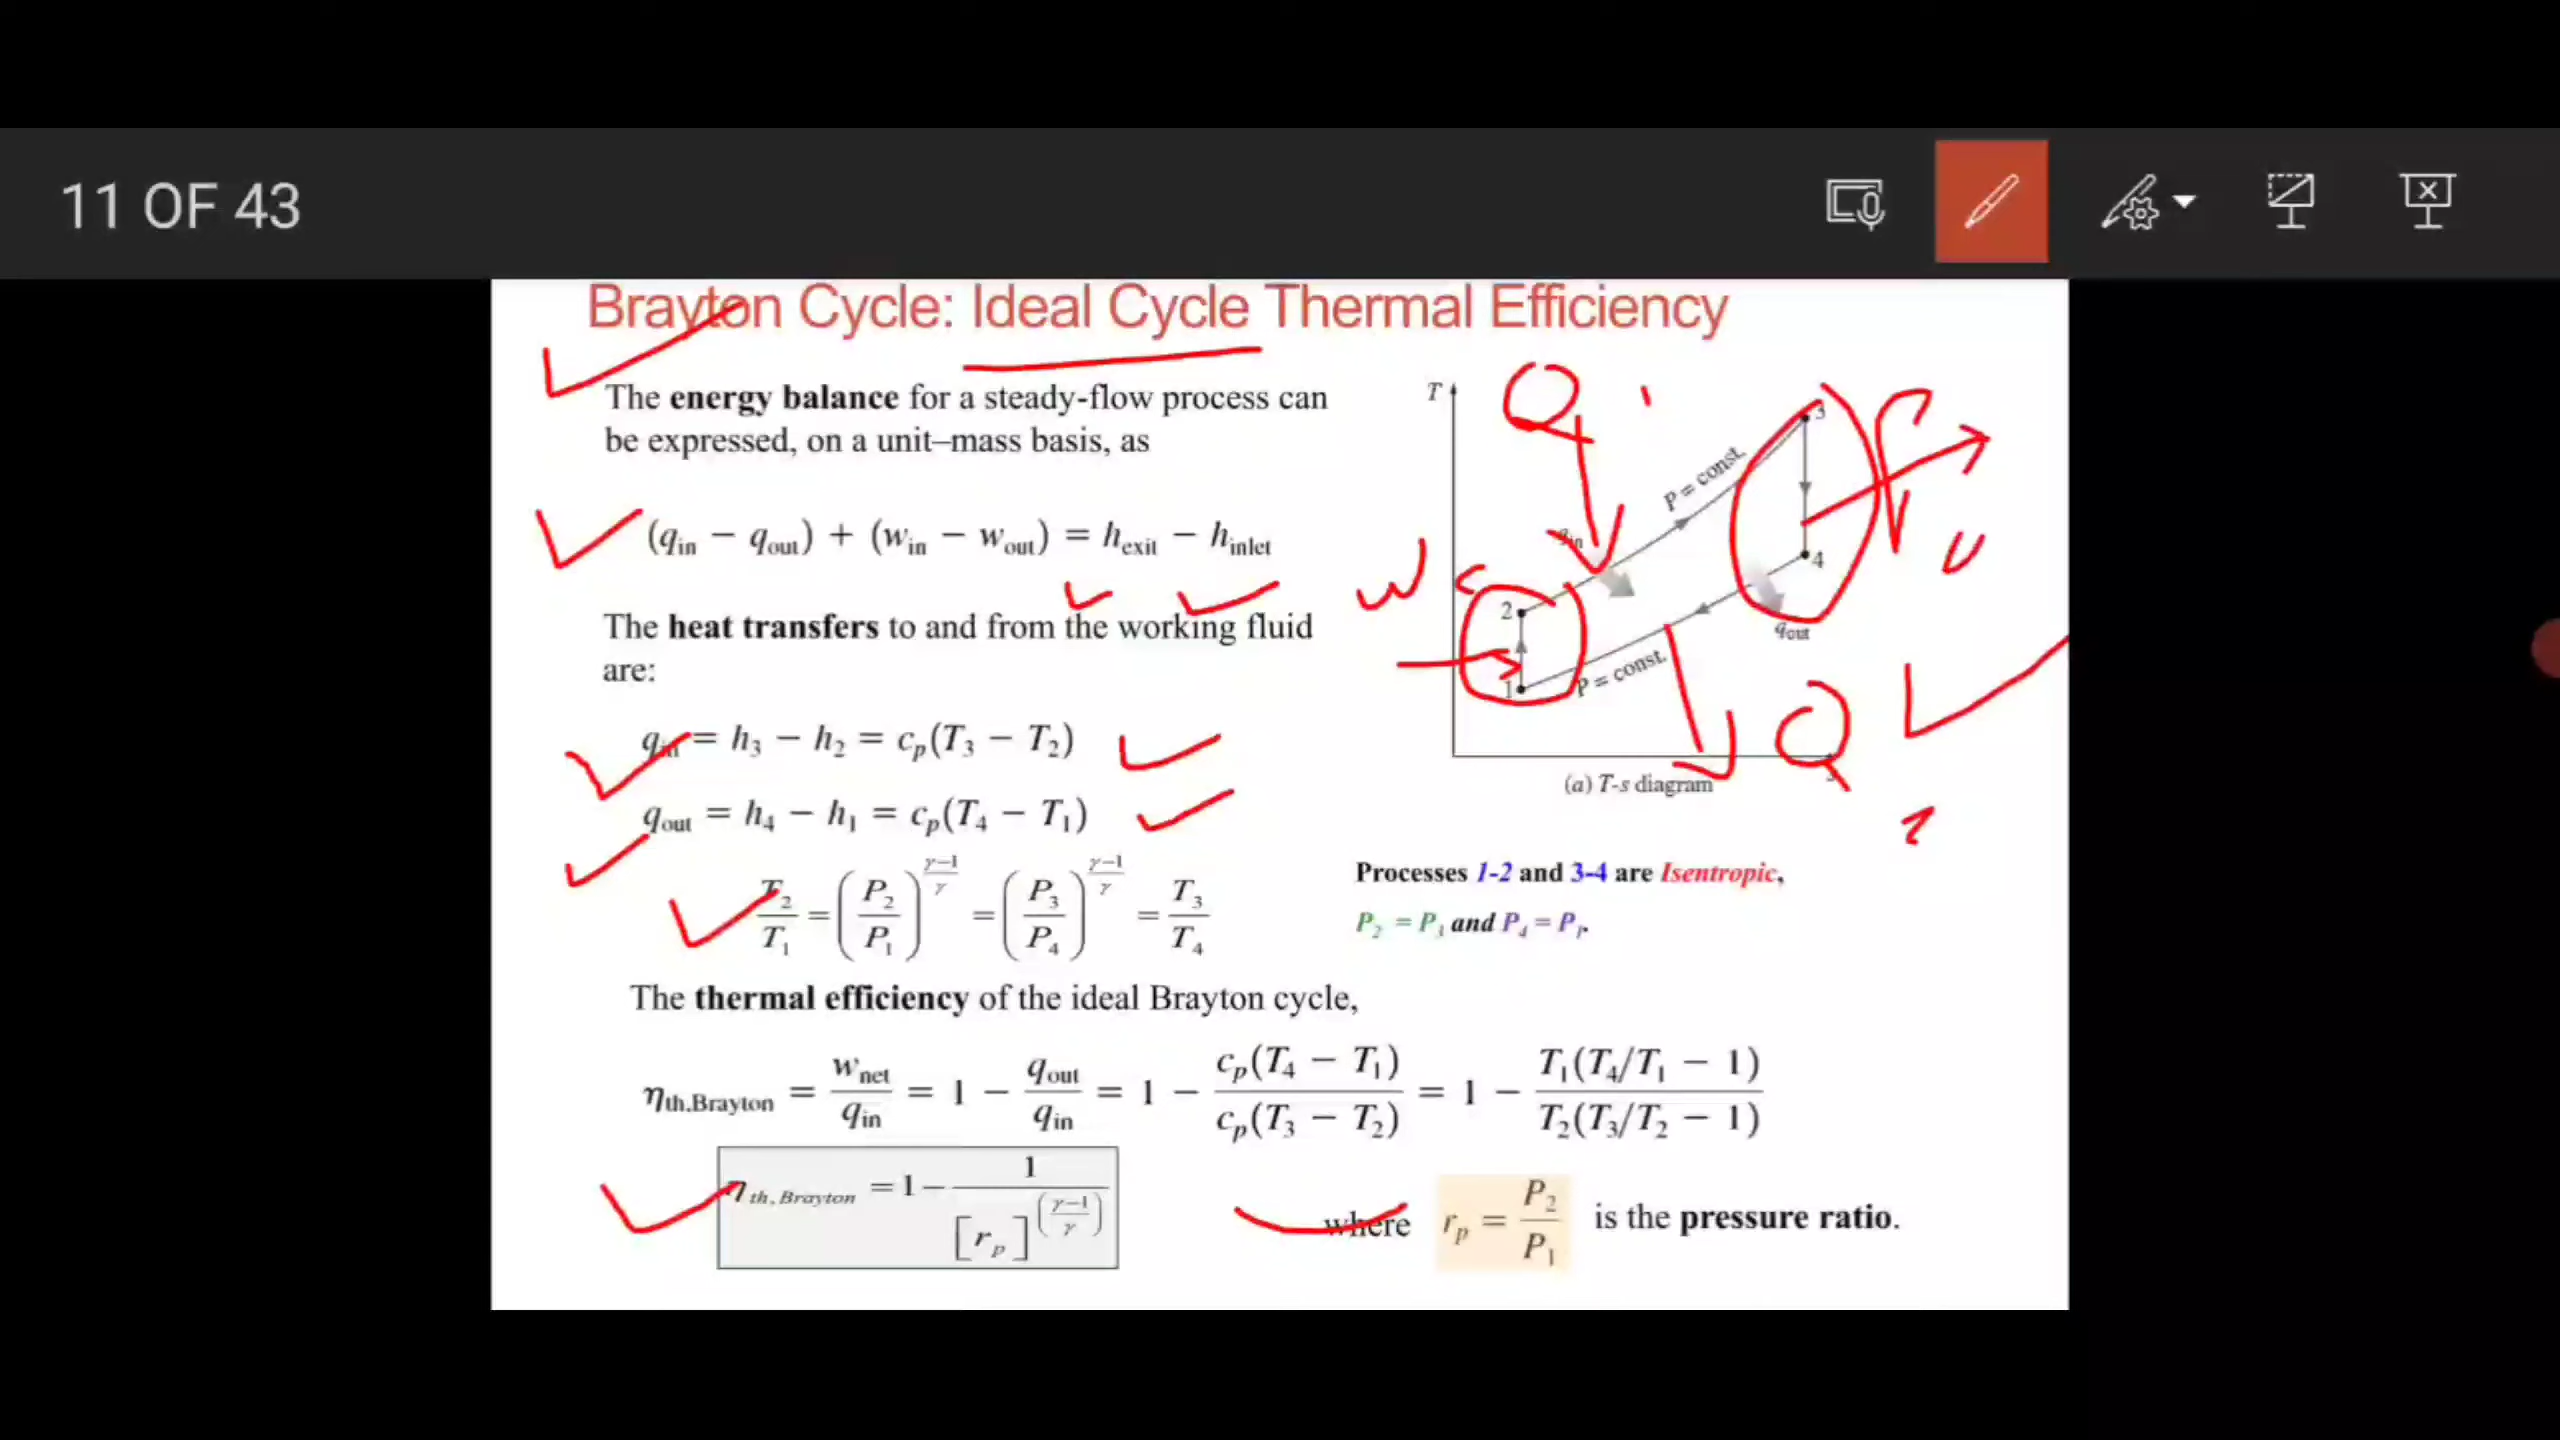 11 OF 43
Brayton Cycle: Ideal Cycle Thermal Efficiency
The energy balance for a steady-flow process can
be expressed, on a unit–mass basis, as
(q_in − q_out) + (w_in − w_out) = h_exit − h_inlet
The heat transfers to and from the working fluid
are:
q_in = h_3 − h_2 = c_p(T_3 − T_2)
q_out = h_4 − h_1 = c_p(T_4 − T_1)
T_2/T_1 = (P_2/P_1)^((γ−1)/γ) = (P_3/P_4)^((γ−1)/γ) = T_3/T_4
T
Q
3
P = const.
q_in
4
W c
2
q_out
1
P = const.
Q
s
(a) T-s diagram
2
Processes 1-2 and 3-4 are Isentropic,
P_2 = P_3 and P_4 = P_1.
The thermal efficiency of the ideal Brayton cycle,
η_th,Brayton = w_net/q_in = 1 − q_out/q_in = 1 − c_p(T_4 − T_1)/c_p(T_3 − T_2) = 1 − T_1(T_4/T_1 − 1)/T_2(T_3/T_2 − 1)
η_th, Brayton = 1 − 1/[r_p]^((γ−1)/γ)
where r_p = P_2/P_1 is the pressure ratio.